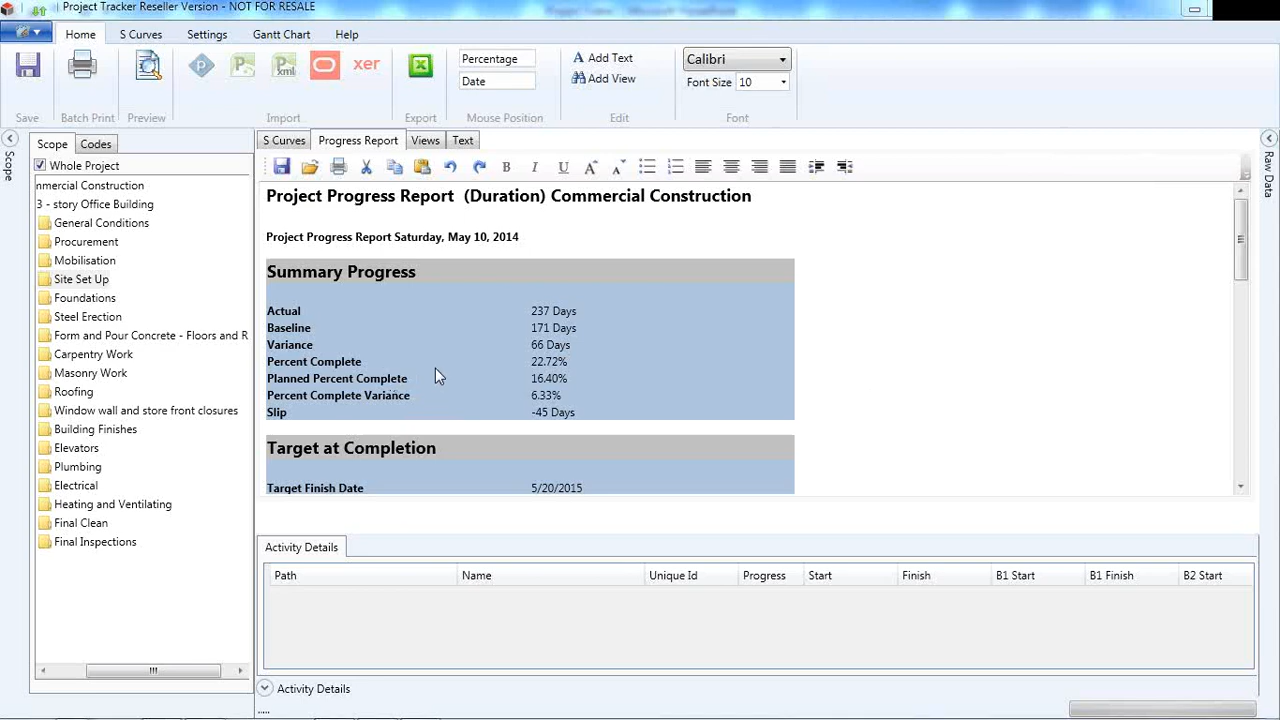 Project Tracker Reseller Version - NOT FOR RESALE
Home S Curves Settings Gantt Chart Help
Percentage
Date
Add Text
Add View
Calibri
Font Size 10
xer
Save Batch Print Preview Import Export Mouse Position Edit Font
Scope Codes
S Curves Progress Report Views Text
Scope
Raw Data
Whole Project
nmercial Construction
3 - story Office Building
General Conditions
Procurement
Mobilisation
Site Set Up
Foundations
Steel Erection
Form and Pour Concrete - Floors and R
Carpentry Work
Masonry Work
Roofing
Window wall and store front closures
Building Finishes
Elevators
Plumbing
Electrical
Heating and Ventilating
Final Clean
Final Inspections
Project Progress Report (Duration) Commercial Construction
Project Progress Report Saturday, May 10, 2014
Summary Progress
Actual 237 Days
Baseline 171 Days
Variance 66 Days
Percent Complete 22.72%
Planned Percent Complete 16.40%
Percent Complete Variance 6.33%
Slip -45 Days
Target at Completion
Target Finish Date 5/20/2015
Activity Details
Path Name Unique Id Progress Start Finish B1 Start B1 Finish B2 Start
Activity Details
....